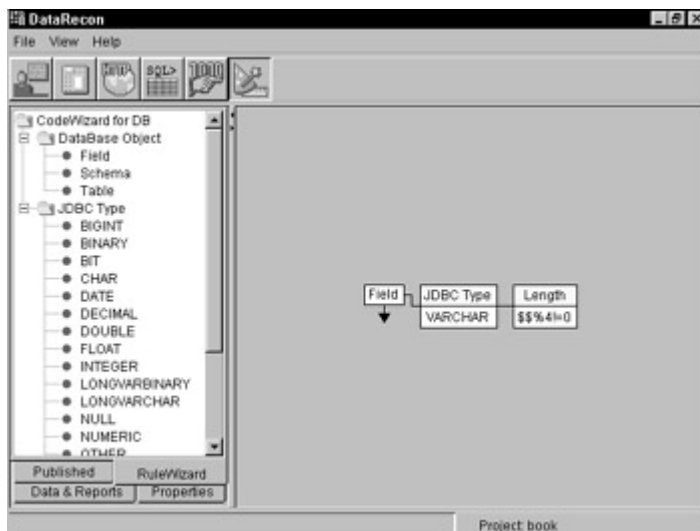 DataRecon
File View Help
SQL>
CodeWizard for DB
DataBase Object
Field
Schema
Table
JDBC Type
BIGINT
BINARY
BIT
CHAR
DATE
DECIMAL
DOUBLE
FLOAT
INTEGER
LONGVARBINARY
LONGVARCHAR
NULL
NUMERIC
OTHER
Published RuleWizard
Data & Reports Properties
Field JDBC Type Length
VARCHAR $$%4!=0
Project: book